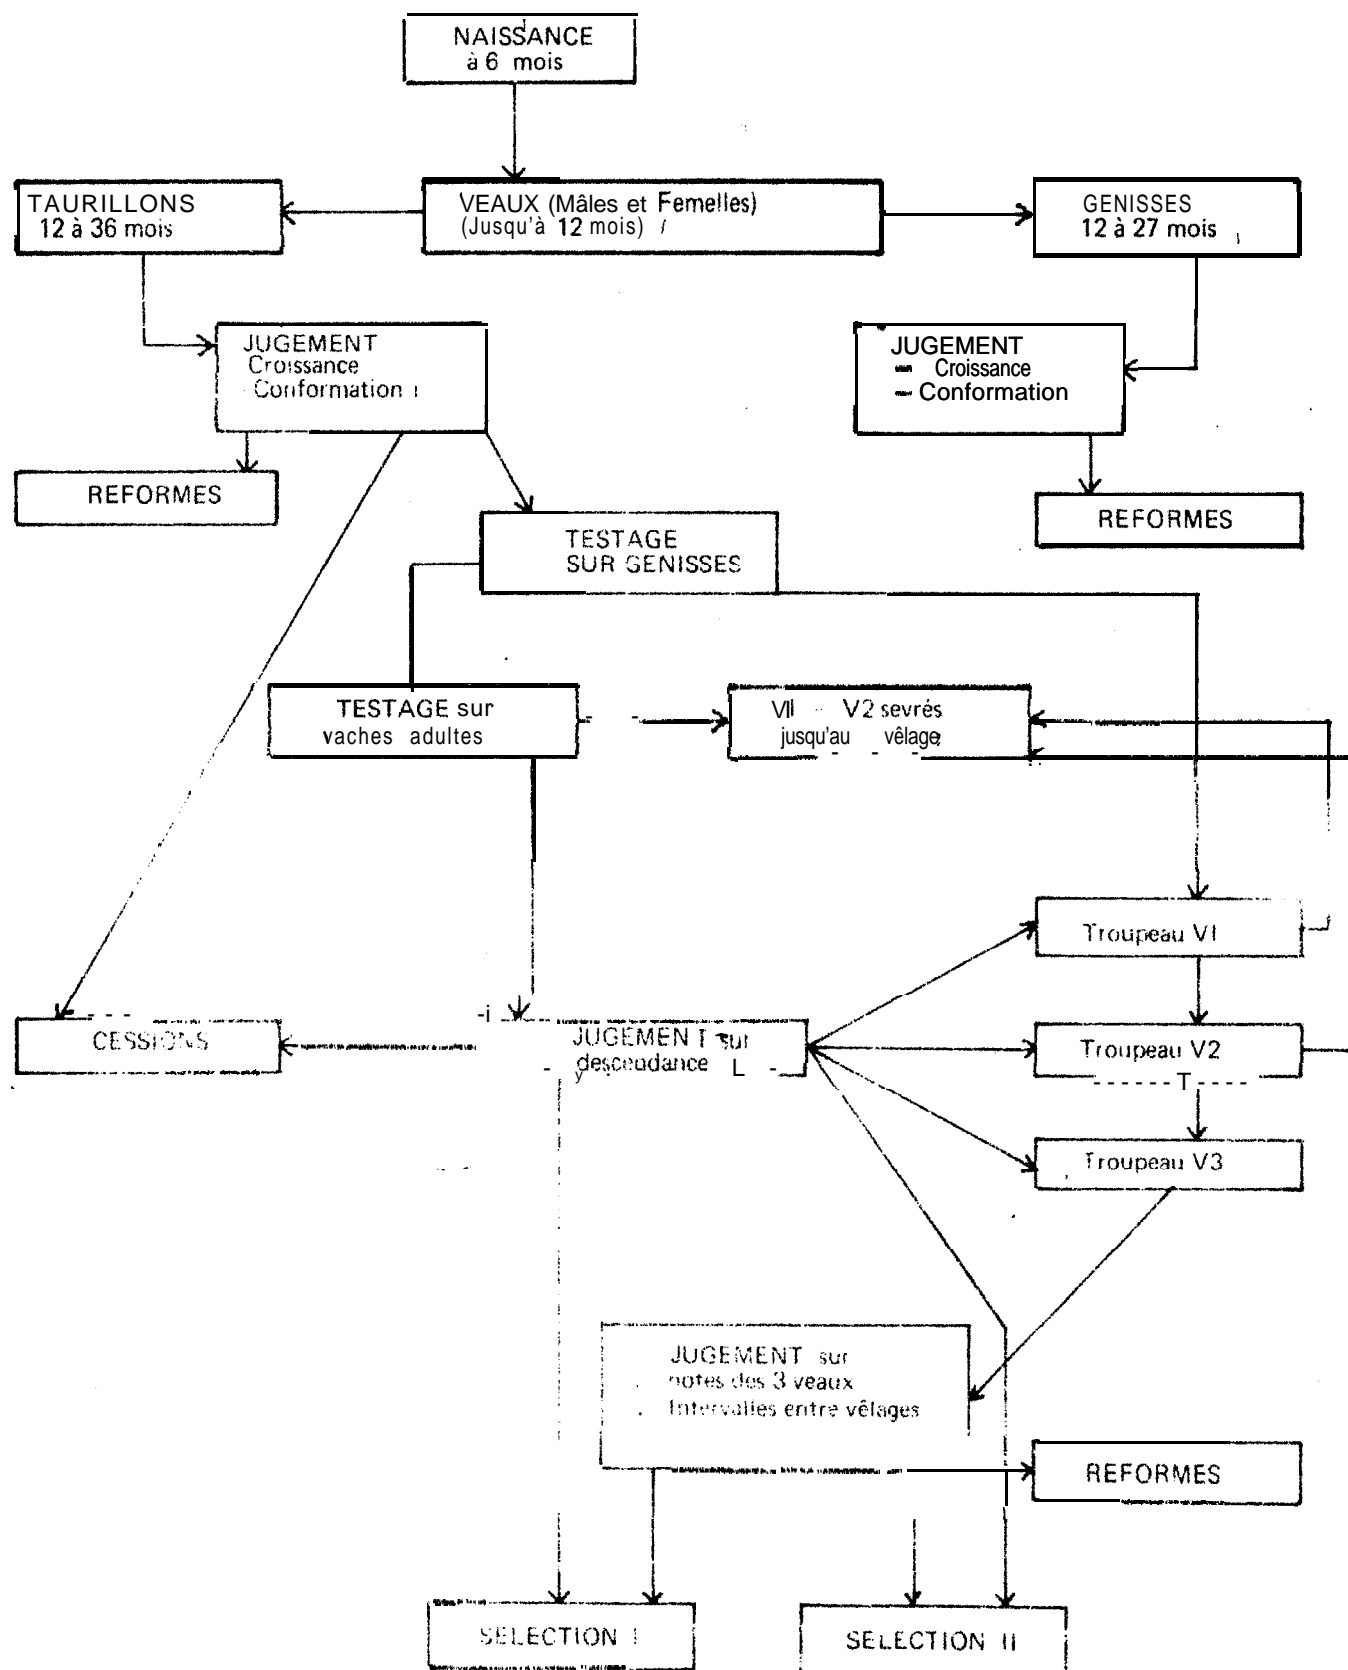 NAISSANCE
à 6 mois
TAURILLONS
12 à 36 mois
VEAUX (Mâles et Femelles)
(Jusqu'à 12 mois)
GENISSES
12 à 27 mois
JUGEMENT
Croissance
Conformation
JUGEMENT
- Croissance
- Conformation
REFORMES
REFORMES
TESTAGE
SUR GENISSES
TESTAGE sur
vaches adultes
V2 sevrés
jusqu'au vêlage
Troupeau V1
CESSIONS
JUGEMENT sur
descendance
Troupeau V2
Troupeau V3
JUGEMENT sur
. notes des 3 veaux
. Intervalles entre vêlages
REFORMES
SELECTION I
SELECTION II